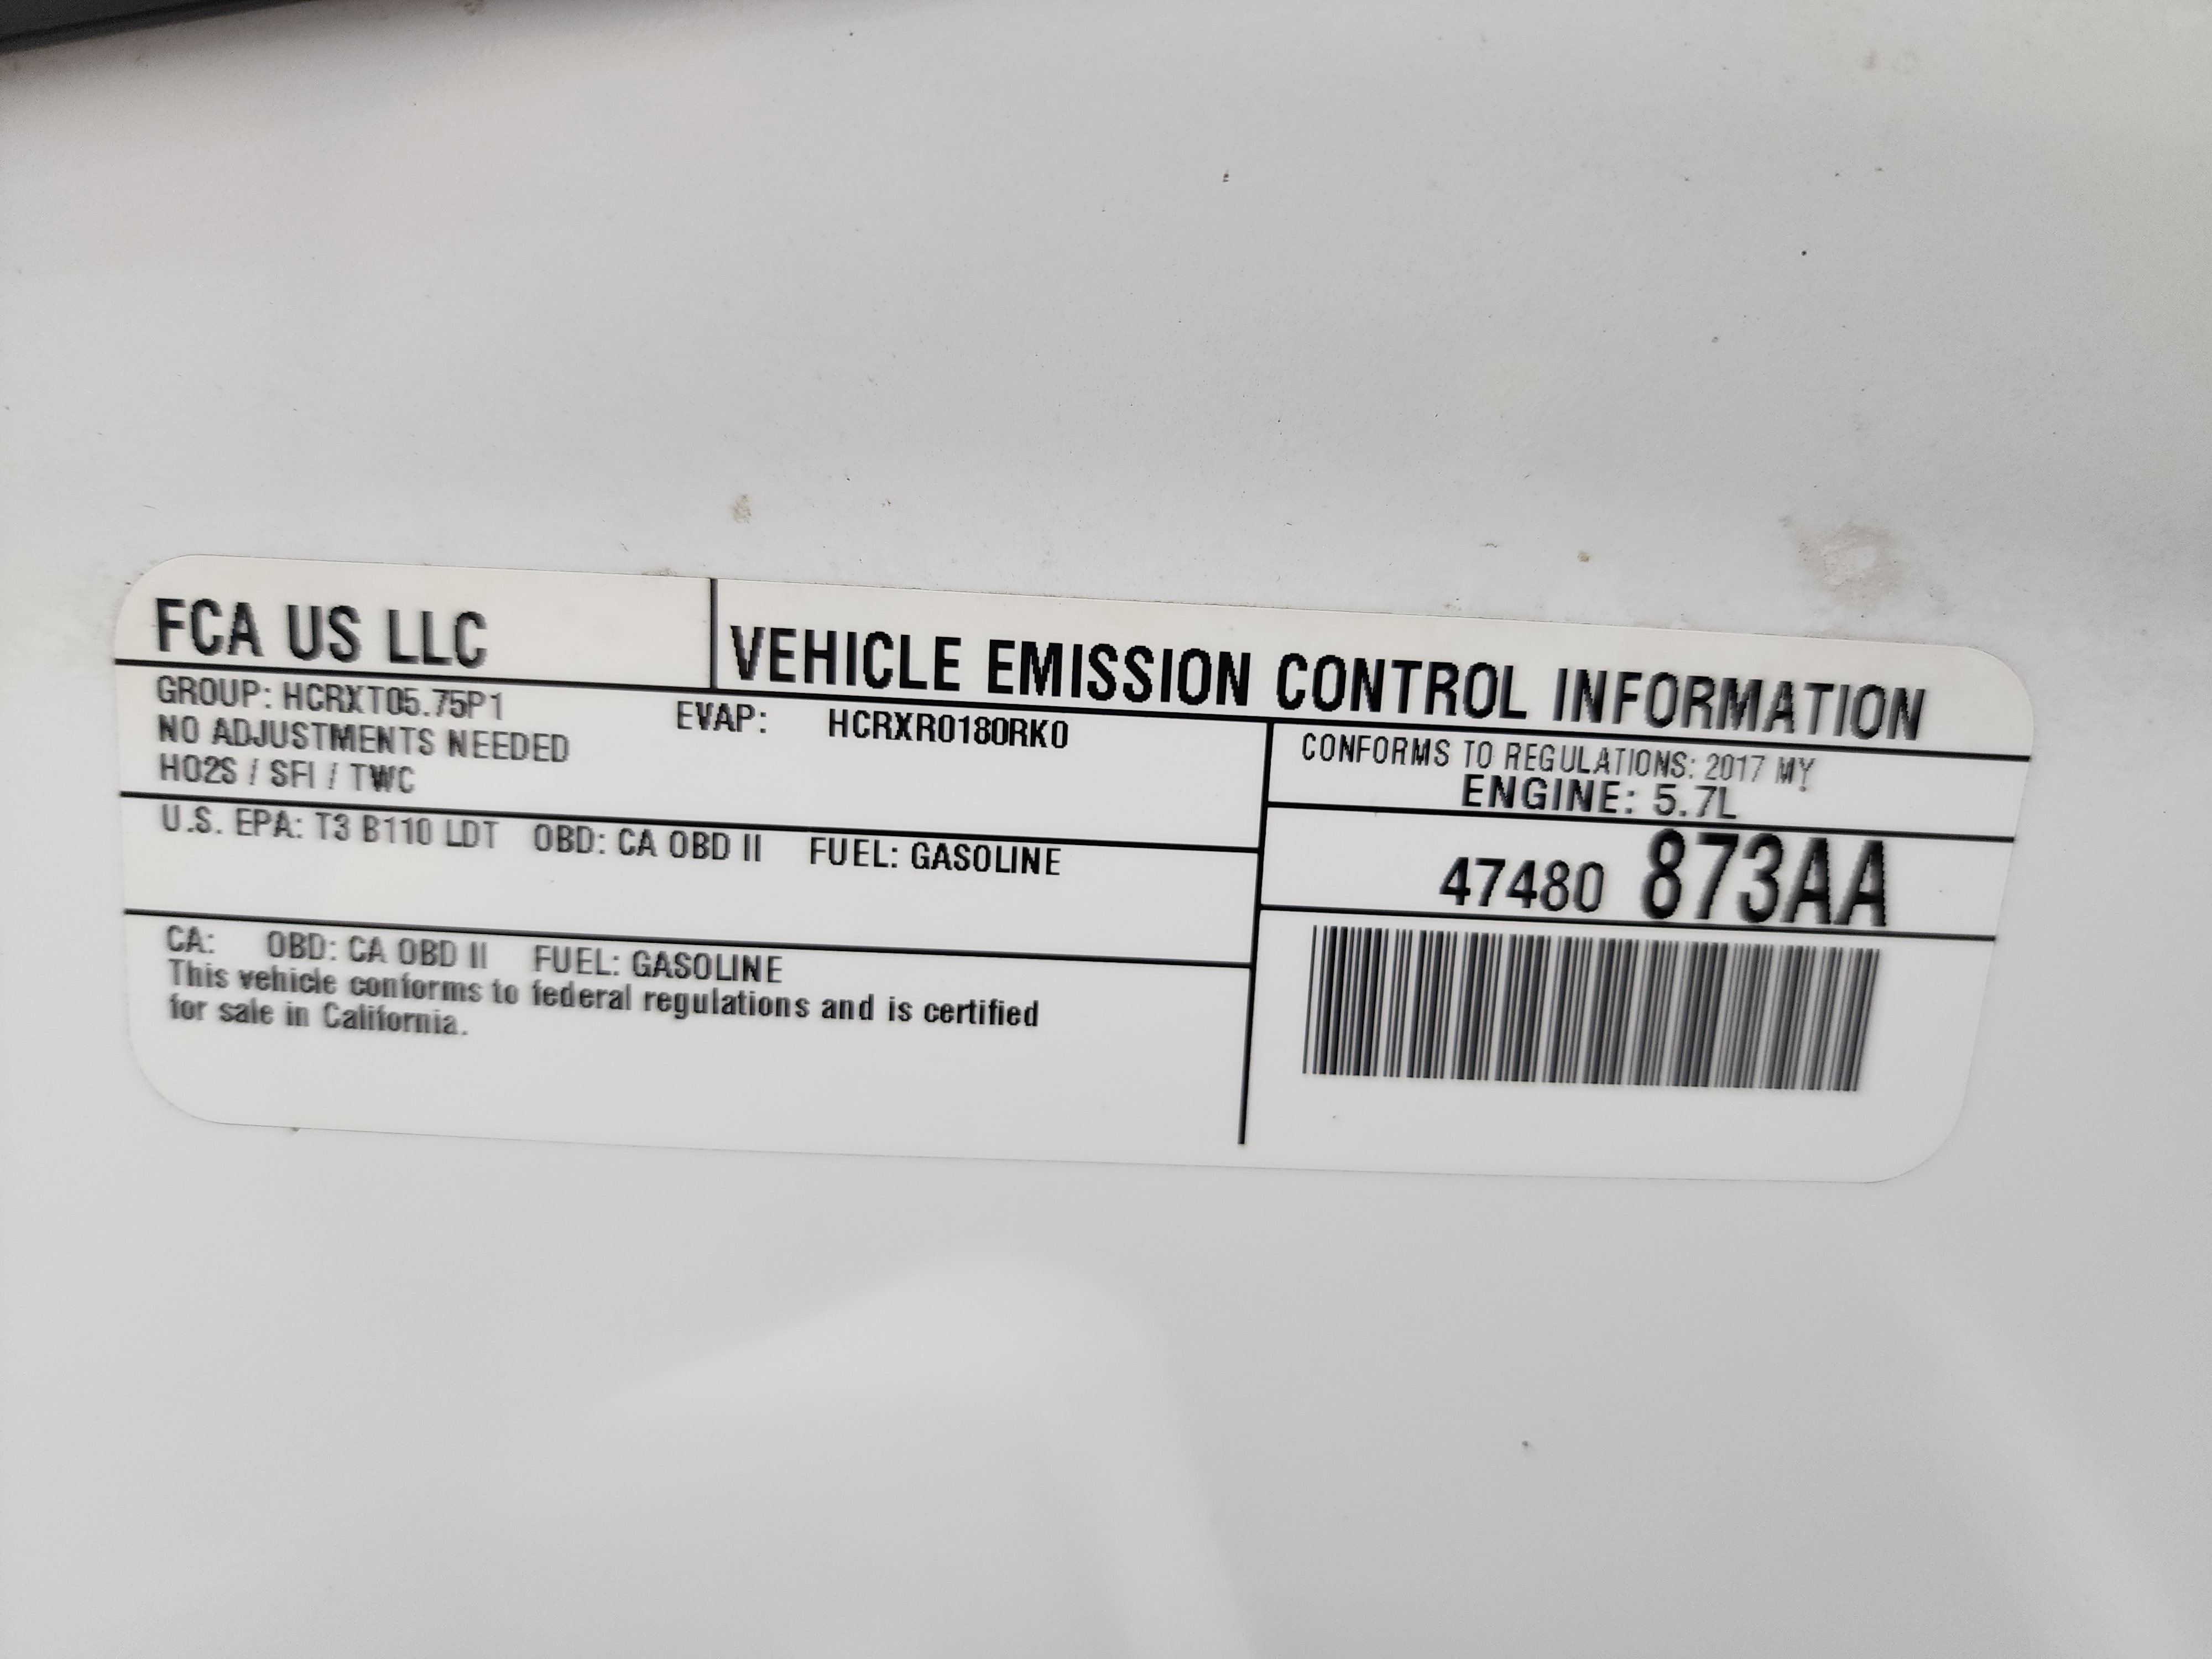 FCA US LLC
VEHICLE EMISSION CONTROL INFORMATION
GROUP: HCRXT05.75P1
EVAP: HCRXR0180RK0
NO ADJUSTMENTS NEEDED
HO2S / SFI / TWC
CONFORMS TO REGULATIONS: 2017 MY
ENGINE: 5.7L
U.S. EPA: T3 B110 LDT OBD: CA OBD II FUEL: GASOLINE
47480 873AA
CA: OBD: CA OBD II FUEL: GASOLINE
This vehicle conforms to federal regulations and is certified
for sale in California.